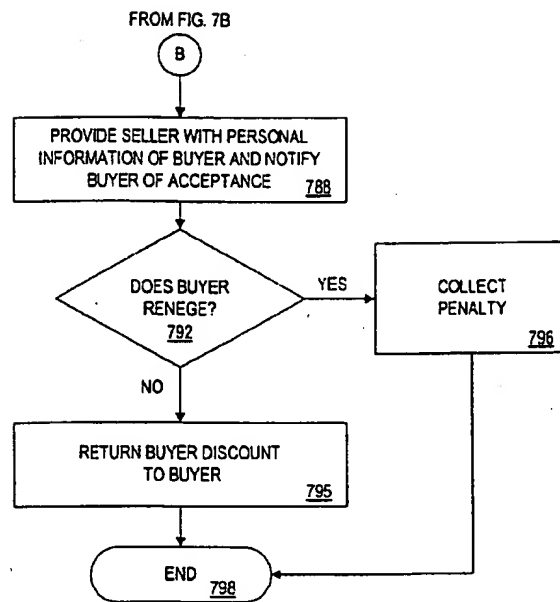 FROM FIG. 7B
B
PROVIDE SELLER WITH PERSONAL
INFORMATION OF BUYER AND NOTIFY
BUYER OF ACCEPTANCE
788
DOES BUYER
RENEGE?
792
YES
COLLECT
PENALTY
796
NO
RETURN BUYER DISCOUNT
TO BUYER
795
END
798